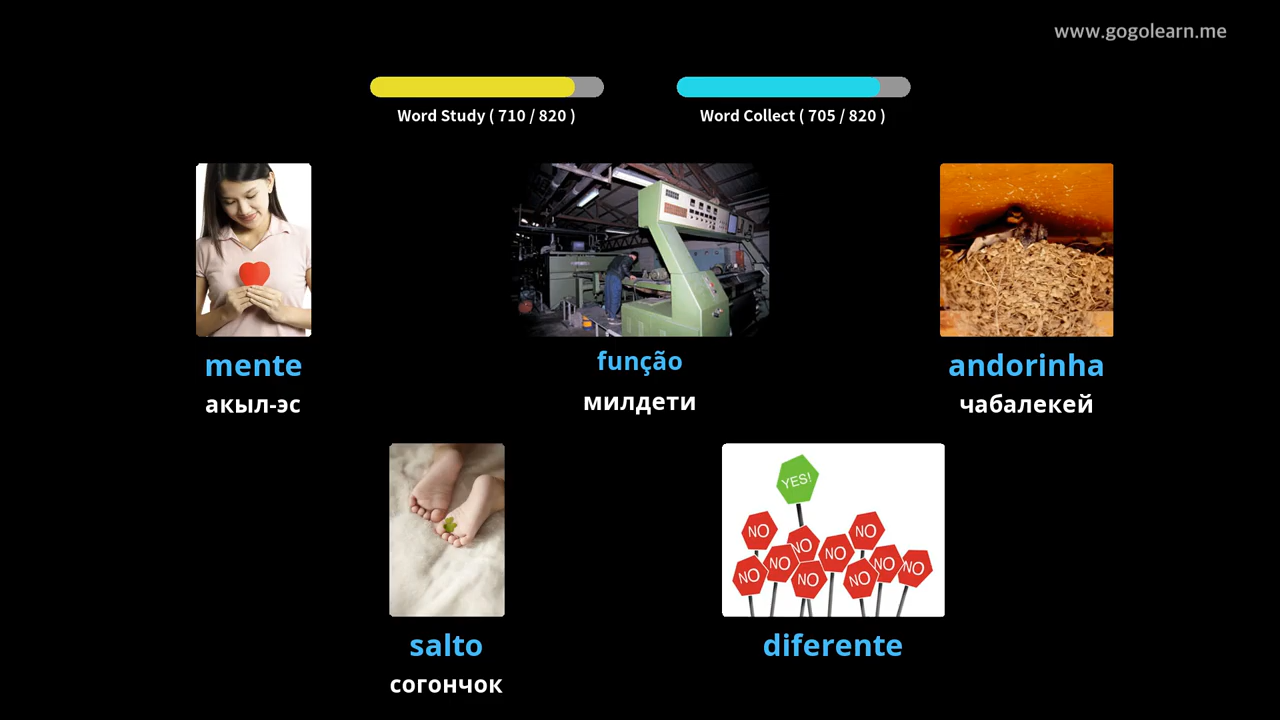 www.gogolearn.me
Word Study ( 710 / 820 )
Word Collect ( 705 / 820 )
mente
акыл-эс
função
милдети
andorinha
чабалекей
YES!
NO
NO
NO
NO
NO
NO
NO
NO
NO
NO
salto
согончок
diferente